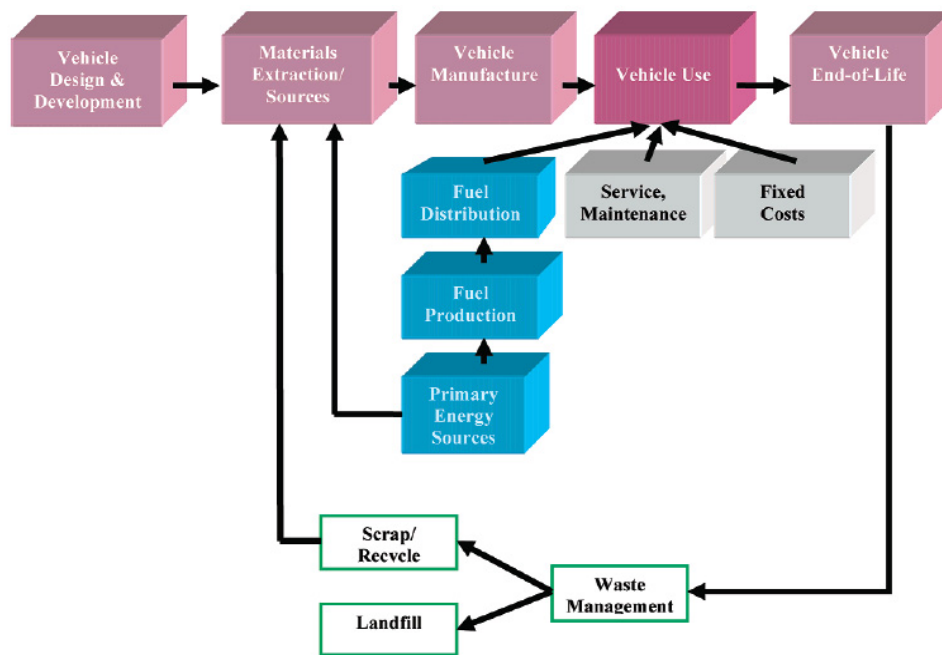 Vehicle
Design &
Development
Materials
Extraction/
Sources
Vehicle
Manufacture
Vehicle Use
Vehicle
End-of-Life
Fuel
Distribution
Service,
Maintenance
Fixed
Costs
Fuel
Production
Primary
Energy
Sources
Scrap/
Recycle
Waste
Management
Landfill